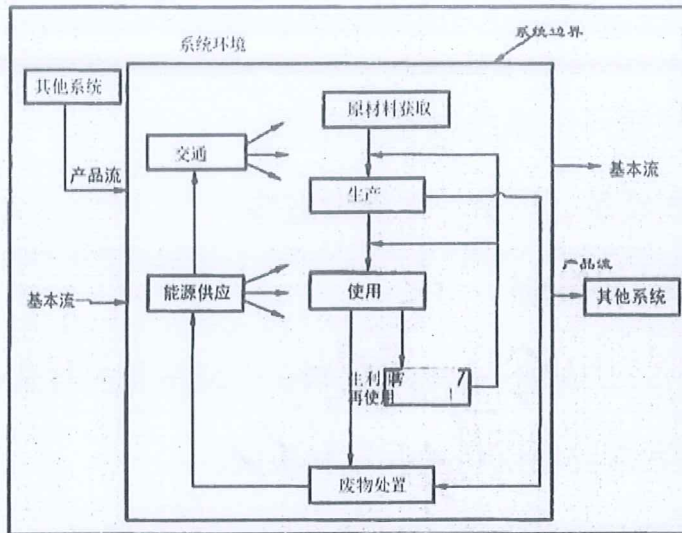 系统环境
系统边界
其他系统
原材料获取
交通
产品流
基本流
生产
产品流
基本流
能源供应
使用
其他系统
再使用
废物处置